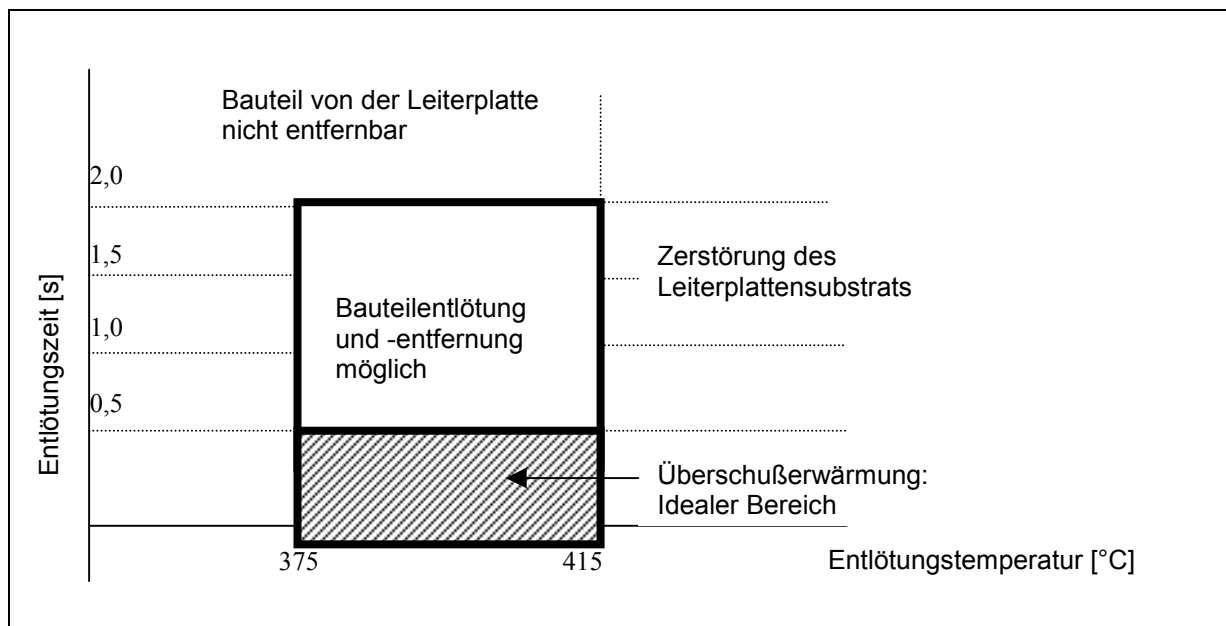 Bauteil von der Leiterplatte
nicht entfernbar
2,0
1,5
1,0
0,5
Entlötungszeit [s]
Bauteilentlötung
und -entfernung
möglich
Zerstörung des
Leiterplattensubstrats
Überschußerwärmung:
Idealer Bereich
375
415
Entlötungstemperatur [°C]